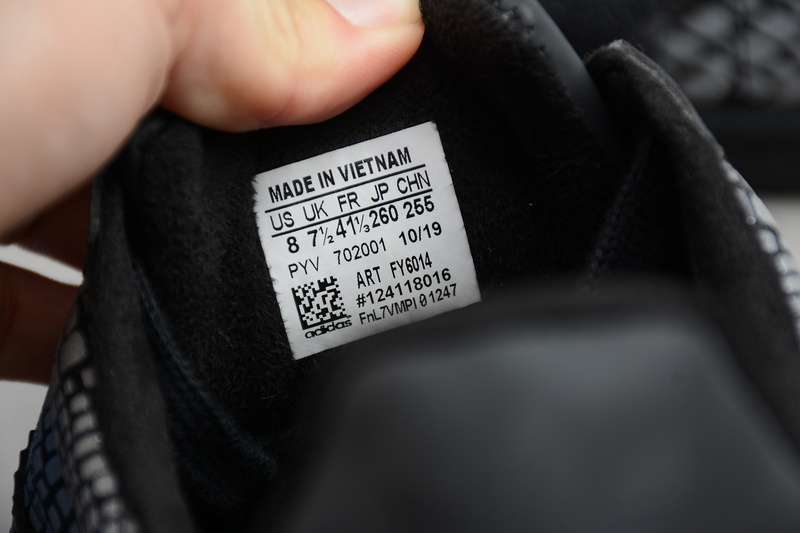 MADE IN VIETNAM
US UK FR JP CHN
8 7½ 41⅓ 260 255
PYV 702001 10/19
ART FY6014
#124118016
FnL7VMPI01247
adidas